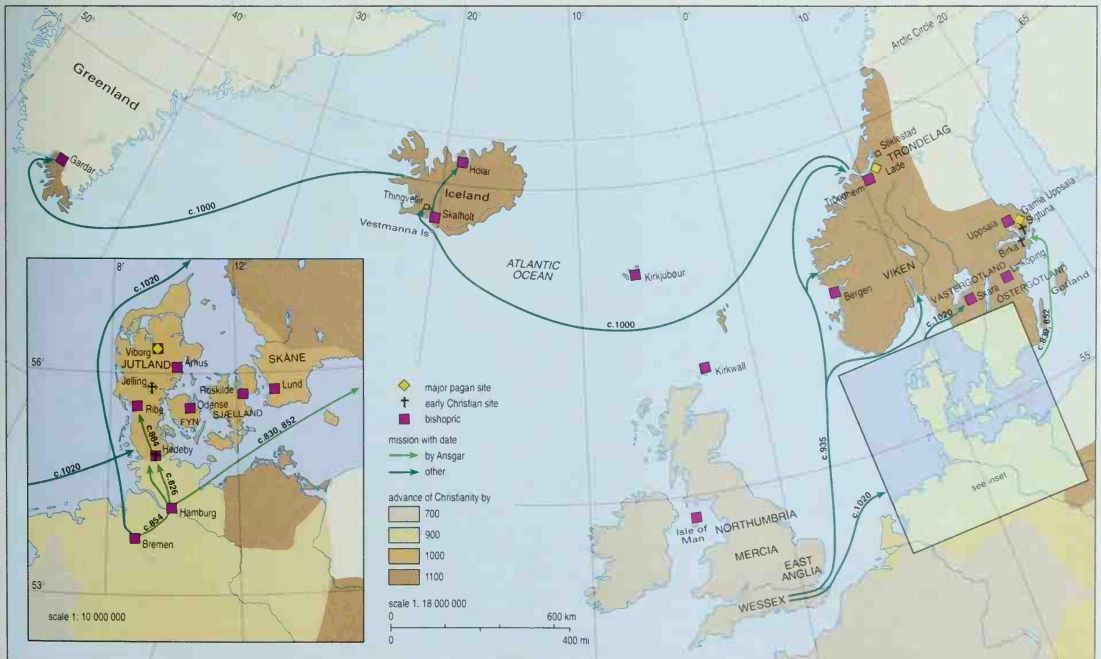 50°
40°
30°
20°
10°
0°
10°
20°
65
Arctic Circle
Greenland
Gardar
c.1000
Holar
Iceland
Thingvellir
Skalholt
Vestmanna Is
ATLANTIC
OCEAN
Kirkjubøur
c.1000
Kirkwall
Stiklestad
TRØNDELAG
Lade
Trondheim
Gamle Uppsala
Sigtuna
Uppsala
Birka
VIKEN
Linköping
VÄSTERGÖTLAND
Skara
ÖSTERGÖTLAND
Gotland
Bergen
c.1020
c.830, 852
55
c.935
c.1020
see inset
Isle of
Man
NORTHUMBRIA
MERCIA
EAST
ANGLIA
WESSEX
8°
12°
c.1020
56°
Viborg
JUTLAND
Århus
SKÅNE
Jelling
Roskilde
Lund
Ribe
Odense
SJÆLLAND
FYN
c.830, 852
c.864
Hedeby
c.1020
c.826
Hamburg
c.854
Bremen
53°
scale 1: 10 000 000
major pagan site
early Christian site
bishopric
mission with date
by Ansgar
other
advance of Christianity by
700
900
1000
1100
scale 1: 18 000 000
0 600 km
0 400 mi